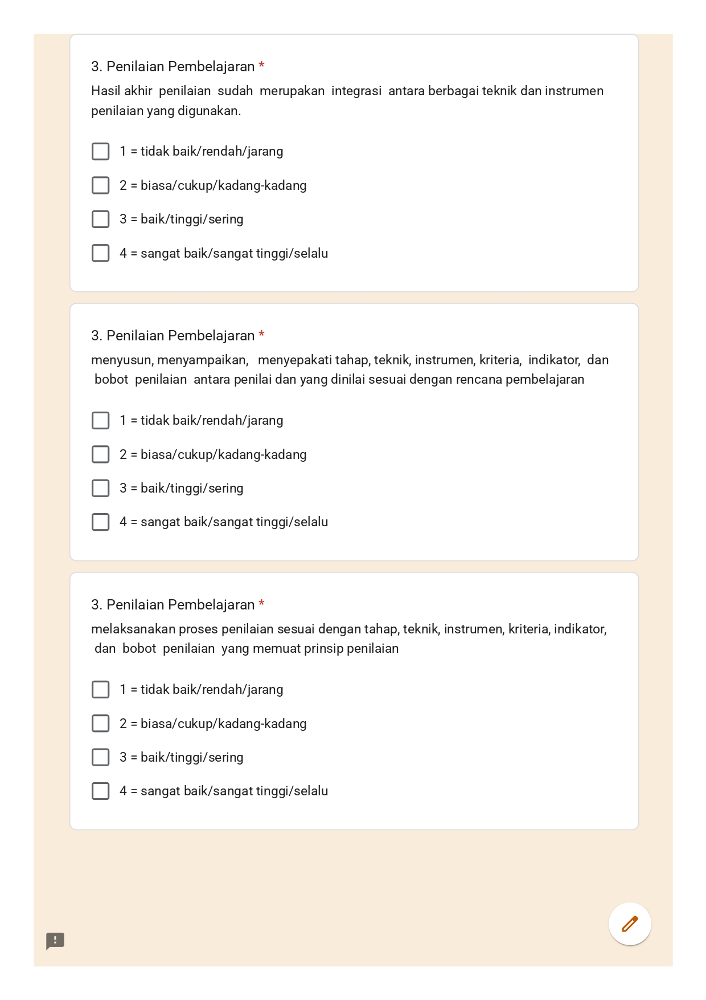 3. Penilaian Pembelajaran *
Hasil akhir penilaian sudah merupakan integrasi antara berbagai teknik dan instrumen
penilaian yang digunakan.
1 = tidak baik/rendah/jarang
2 = biasa/cukup/kadang-kadang
3 = baik/tinggi/sering
4 = sangat baik/sangat tinggi/selalu
3. Penilaian Pembelajaran *
menyusun, menyampaikan, menyepakati tahap, teknik, instrumen, kriteria, indikator, dan
bobot penilaian antara penilai dan yang dinilai sesuai dengan rencana pembelajaran
1 = tidak baik/rendah/jarang
2 = biasa/cukup/kadang-kadang
3 = baik/tinggi/sering
4 = sangat baik/sangat tinggi/selalu
3. Penilaian Pembelajaran *
melaksanakan proses penilaian sesuai dengan tahap, teknik, instrumen, kriteria, indikator,
dan bobot penilaian yang memuat prinsip penilaian
1 = tidak baik/rendah/jarang
2 = biasa/cukup/kadang-kadang
3 = baik/tinggi/sering
4 = sangat baik/sangat tinggi/selalu